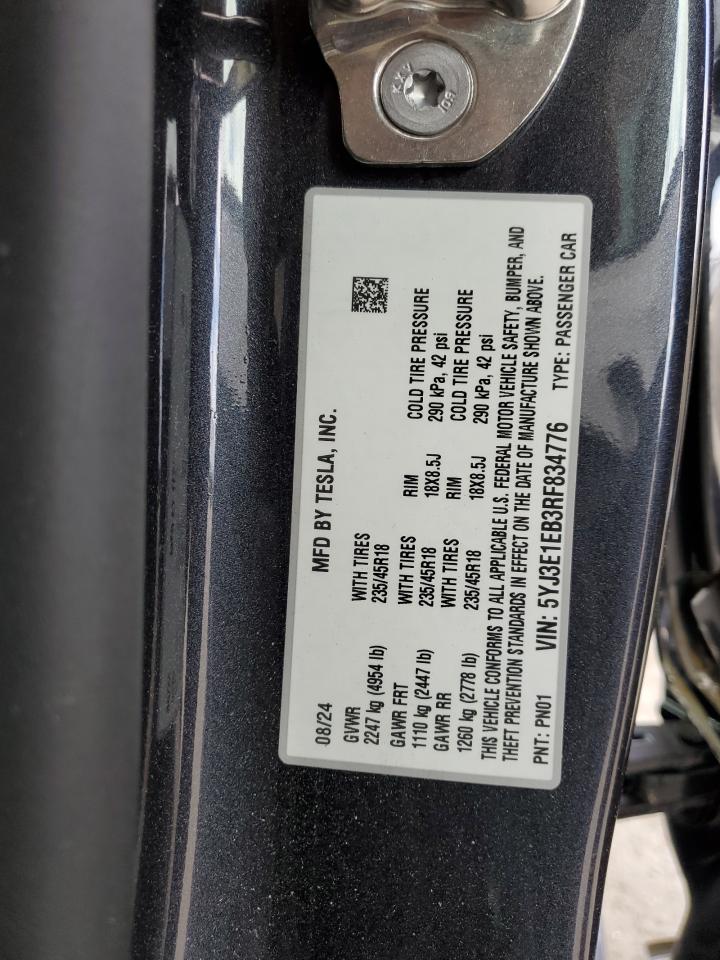 MFD BY TESLA, INC.
08/24
GVWR WITH TIRES
2247 kg (4954 lb) 235/45R18 RIM COLD TIRE PRESSURE
GAWR FRT WITH TIRES 18X8.5J 290 kPa, 42 psi
1110 kg (2447 lb) 235/45R18 RIM COLD TIRE PRESSURE
GAWR RR WITH TIRES 18X8.5J 290 kPa, 42 psi
1260 kg (2778 lb) 235/45R18
THIS VEHICLE CONFORMS TO ALL APPLICABLE U.S. FEDERAL MOTOR VEHICLE SAFETY, BUMPER, AND
THEFT PREVENTION STANDARDS IN EFFECT ON THE DATE OF MANUFACTURE SHOWN ABOVE.
PNT: PN01 VIN: 5YJ3E1EB3RF834776 TYPE: PASSENGER CAR